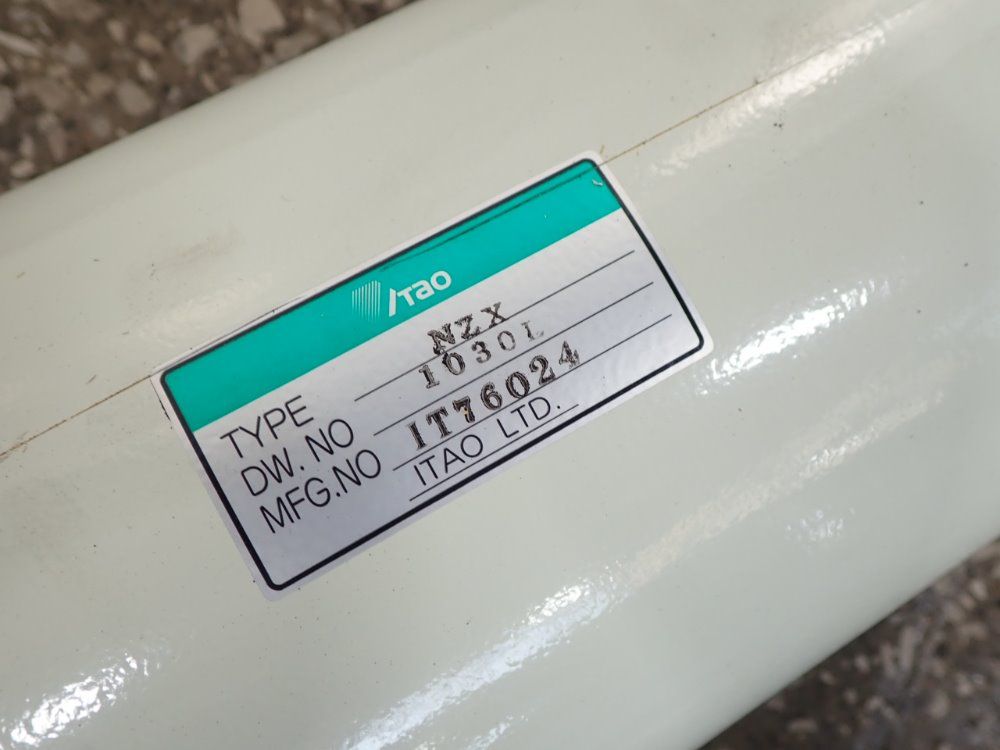 ITaO
TYPE NZX
DW. NO 1030L
MFG.NO IT76024
ITAO LTD.